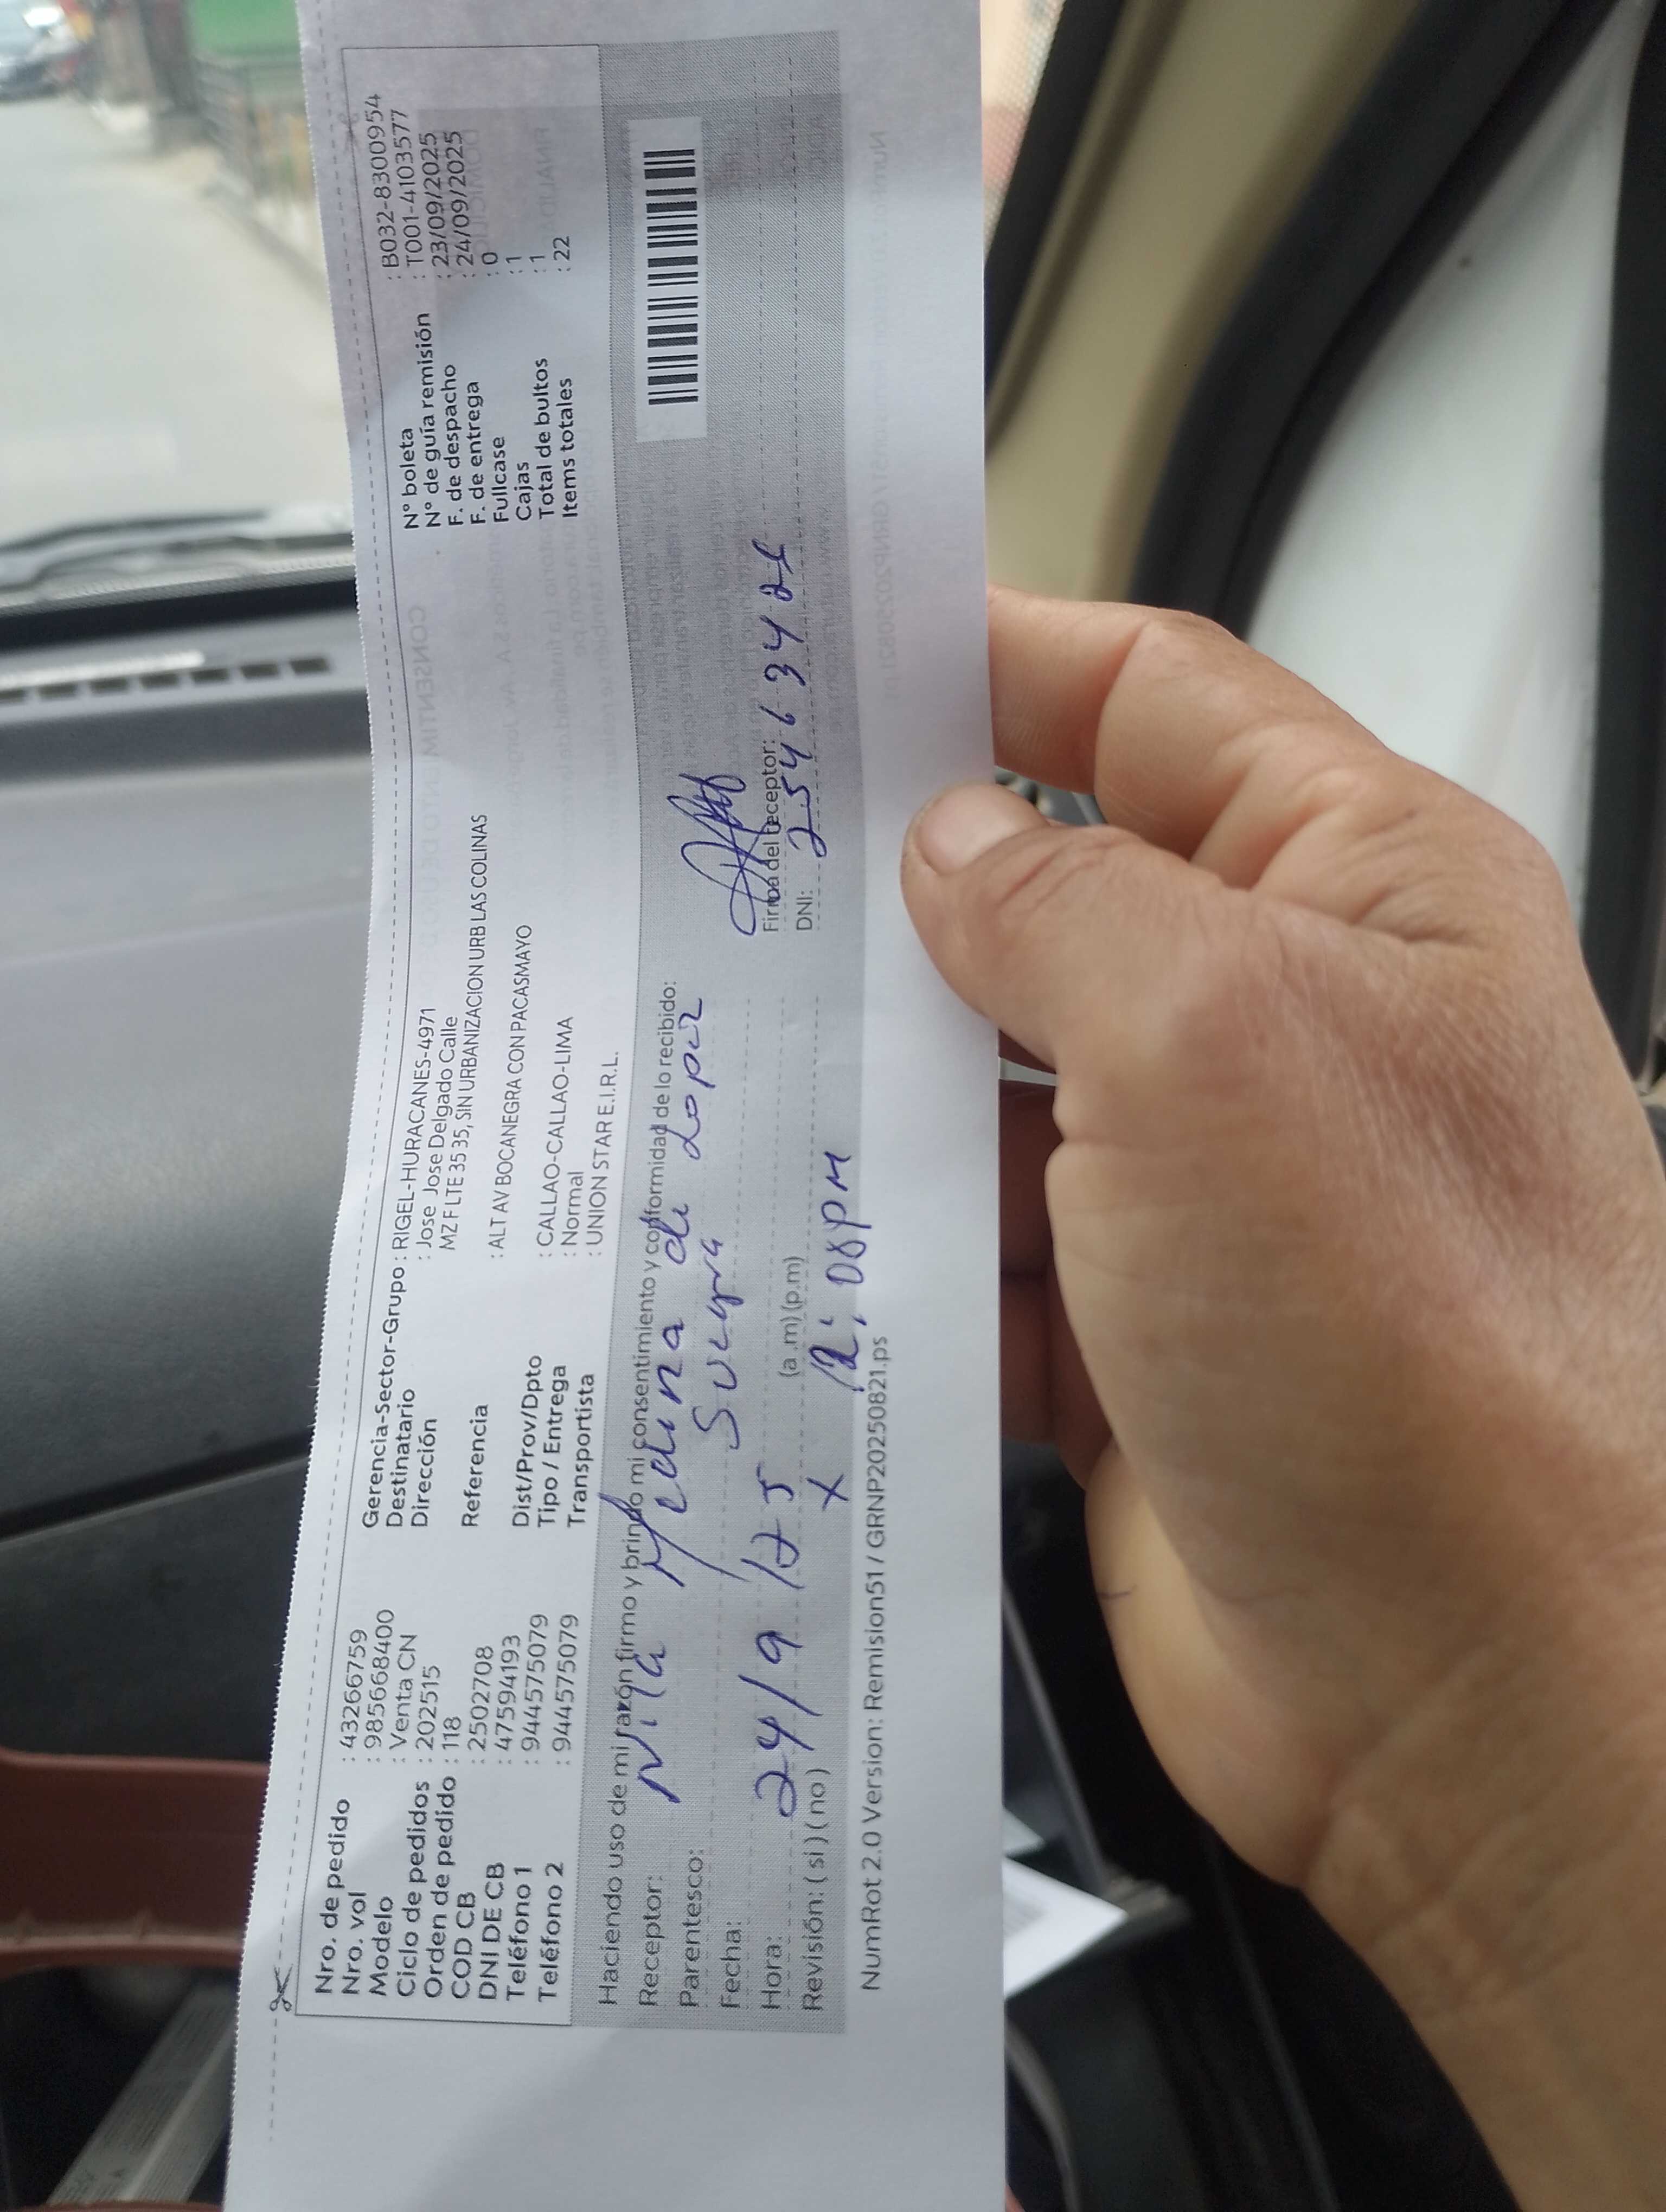 Nro. de pedido : 43266759
Nro. vol : 985668400
Modelo : Venta CN
Ciclo de pedidos : 202515
Orden de pedido : 118
COD CB : 2502708
DNI DE CB : 47594193
Teléfono 1 : 944575079
Teléfono 2 : 944575079
Gerencia-Sector-Grupo : RIGEL-HURACANES-4971
Destinatario : Jose Jose Delgado Calle
Dirección MZ F LTE 35 35, SIN URBANIZACION URB LAS COLINAS
Referencia : ALT AV BOCANEGRA CON PACASMAYO
Dist/Prov/Dpto : CALLAO-CALLAO-LIMA
Tipo / Entrega : Normal
Transportista : UNION STAR E.I.R.L.
N° boleta : B032-8300954
N° de guía remisión : T001-4103577
F. de despacho : 23/09/2025
F. de entrega : 24/09/2025
Fullcase : 0
Cajas : 1
Total de bultos : 1
Items totales : 22
Haciendo uso de mi razón firmo y brindo mi consentimiento y conformidad de lo recibido:
Receptor: Nila Medina de Lopez
Parentesco: Suegra
Fecha: 24/9/25
Hora: (a.m) (p.m)
Revisión: ( si ) ( no ) X 12:08 PM
Firma del receptor:
DNI: 254634
NumRot 2.0 Version: Remision51 / GRNP20250821.ps